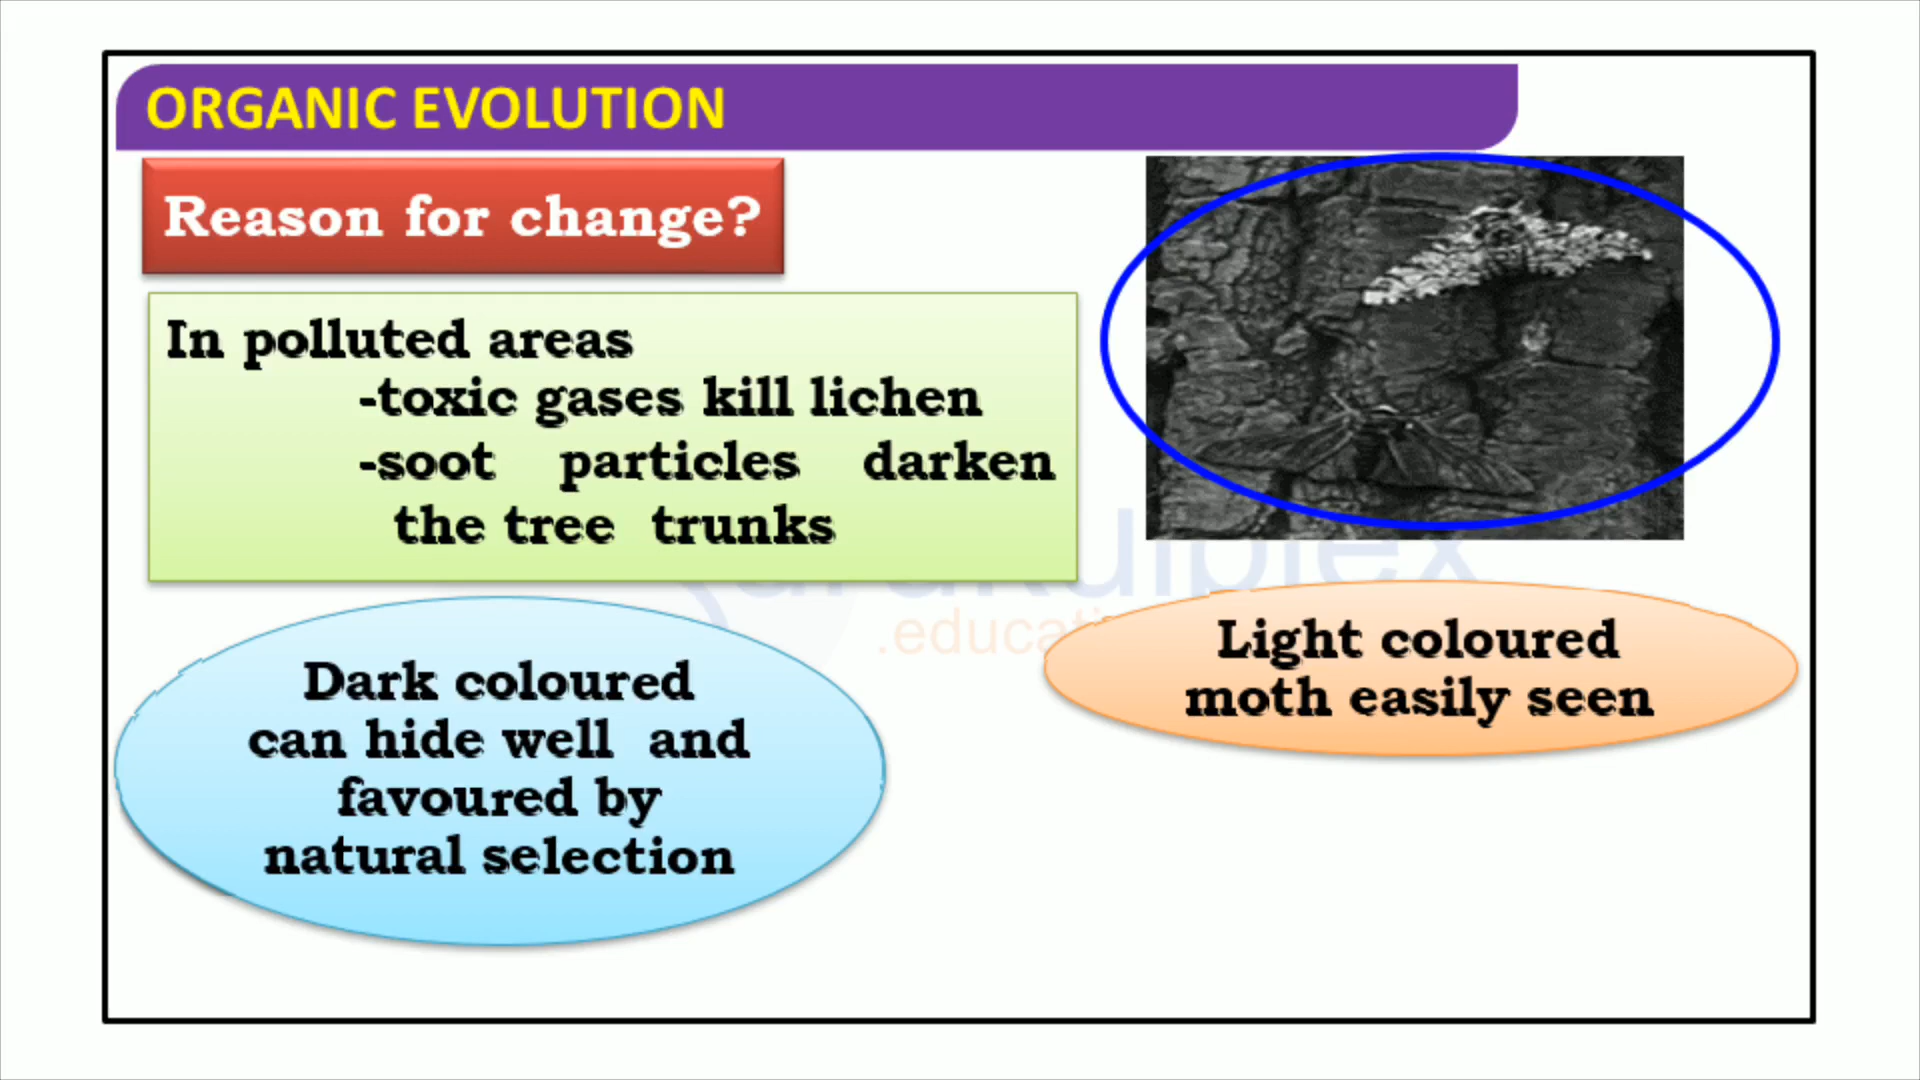 ORGANIC EVOLUTION
Reason for change?
In polluted areas
-toxic gases kill lichen
-soot particles darken
the tree trunks
Dark coloured
can hide well and
favoured by
natural selection
Light coloured
moth easily seen